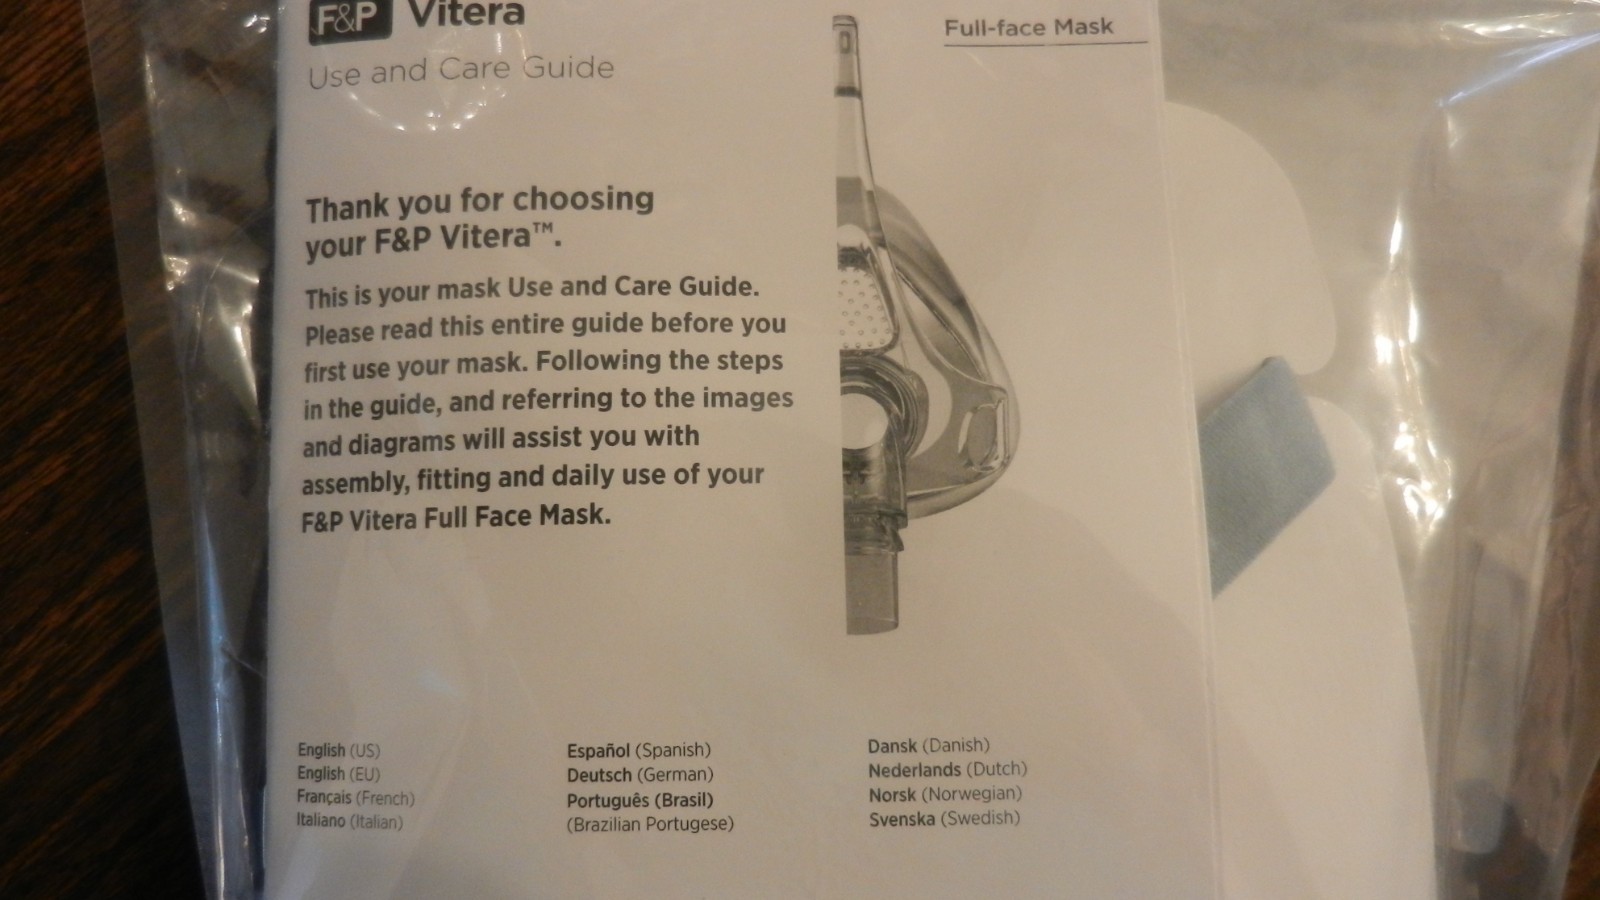 F&P Vitera
Full-face Mask
Use and Care Guide
Thank you for choosing
your F&P Vitera™.
This is your mask Use and Care Guide.
Please read this entire guide before you
first use your mask. Following the steps
in the guide, and referring to the images
and diagrams will assist you with
assembly, fitting and daily use of your
F&P Vitera Full Face Mask.
English (US)
English (EU)
Français (French)
Italiano (Italian)
Español (Spanish)
Deutsch (German)
Português (Brasil)
(Brazilian Portugese)
Dansk (Danish)
Nederlands (Dutch)
Norsk (Norwegian)
Svenska (Swedish)